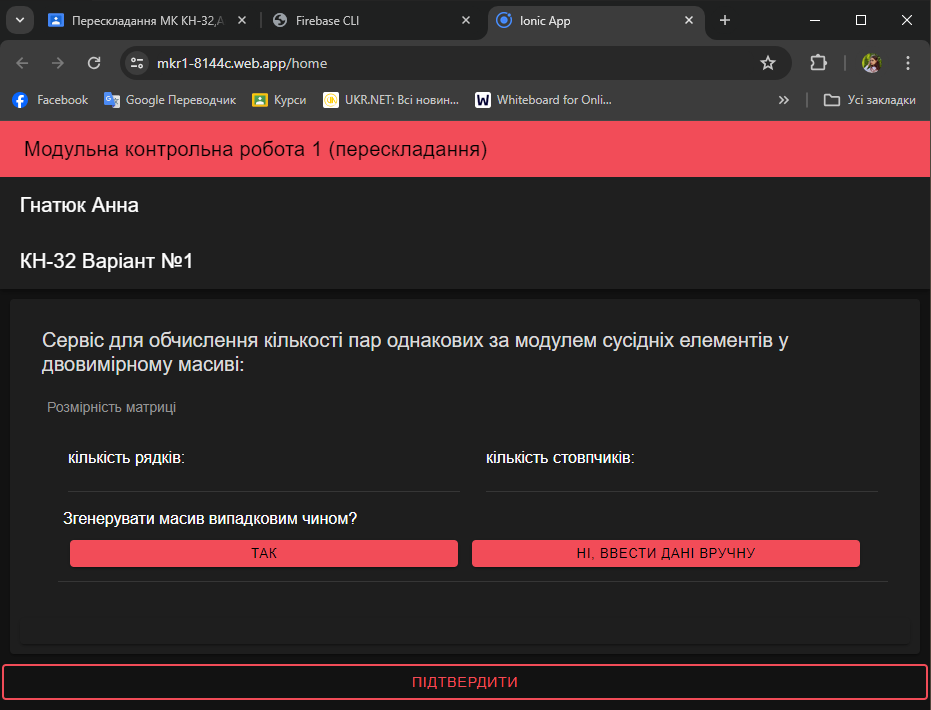 Перескладання МК КН-32,А
Firebase CLI
Ionic App
mkr1-8144c.web.app/home
Facebook
Google Переводчик
Курси
UKR.NET: Всі новин...
Whiteboard for Onli...
Усі закладки
Модульна контрольна робота 1 (перескладання)
Гнатюк Анна
КН-32 Варіант №1
Сервіс для обчислення кількості пар однакових за модулем сусідніх елементів у
двовимірному масиві:
Розмірність матриці
кількість рядків:
кількість стовпчиків:
Згенерувати масив випадковим чином?
ТАК
НІ, ВВЕСТИ ДАНІ ВРУЧНУ
ПІДТВЕРДИТИ